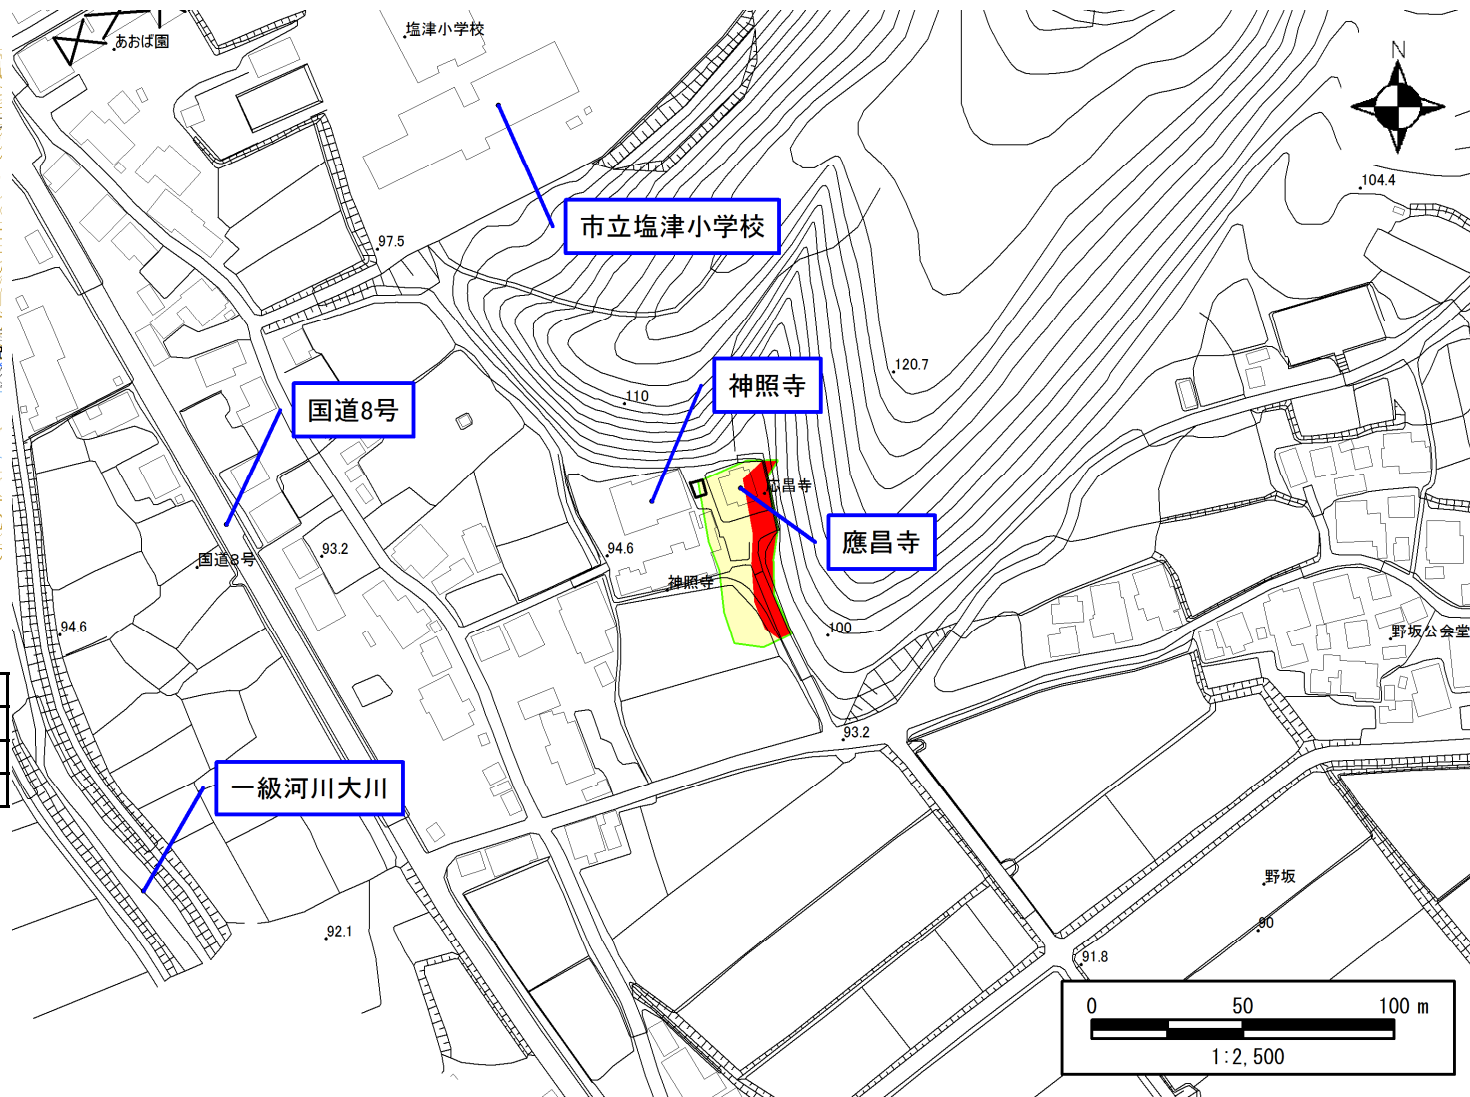 塩津小学校
あおば園
N
104.4
市立塩津小学校
97.5
120.7
神照寺
110
国道8号
応昌寺
應昌寺
93.2
94.6
国道8号
神照寺
94.6
100
野坂公会堂
93.2
一級河川大川
野坂
92.1
90
91.8
0 50 100 m
1:2,500